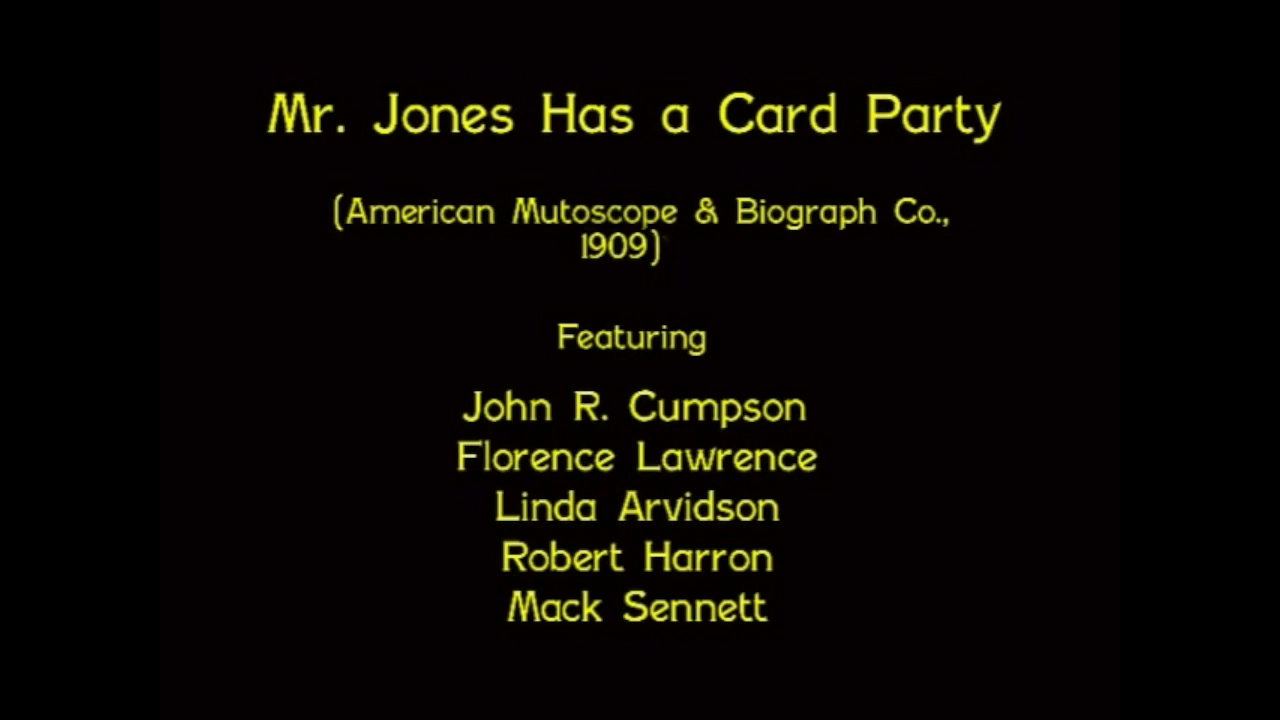 Mr. Jones Has a Card Party
(American Mutoscope & Biograph Co.,
1909)
Featuring
John R. Cumpson
Florence Lawrence
Linda Arvidson
Robert Harron
Mack Sennett